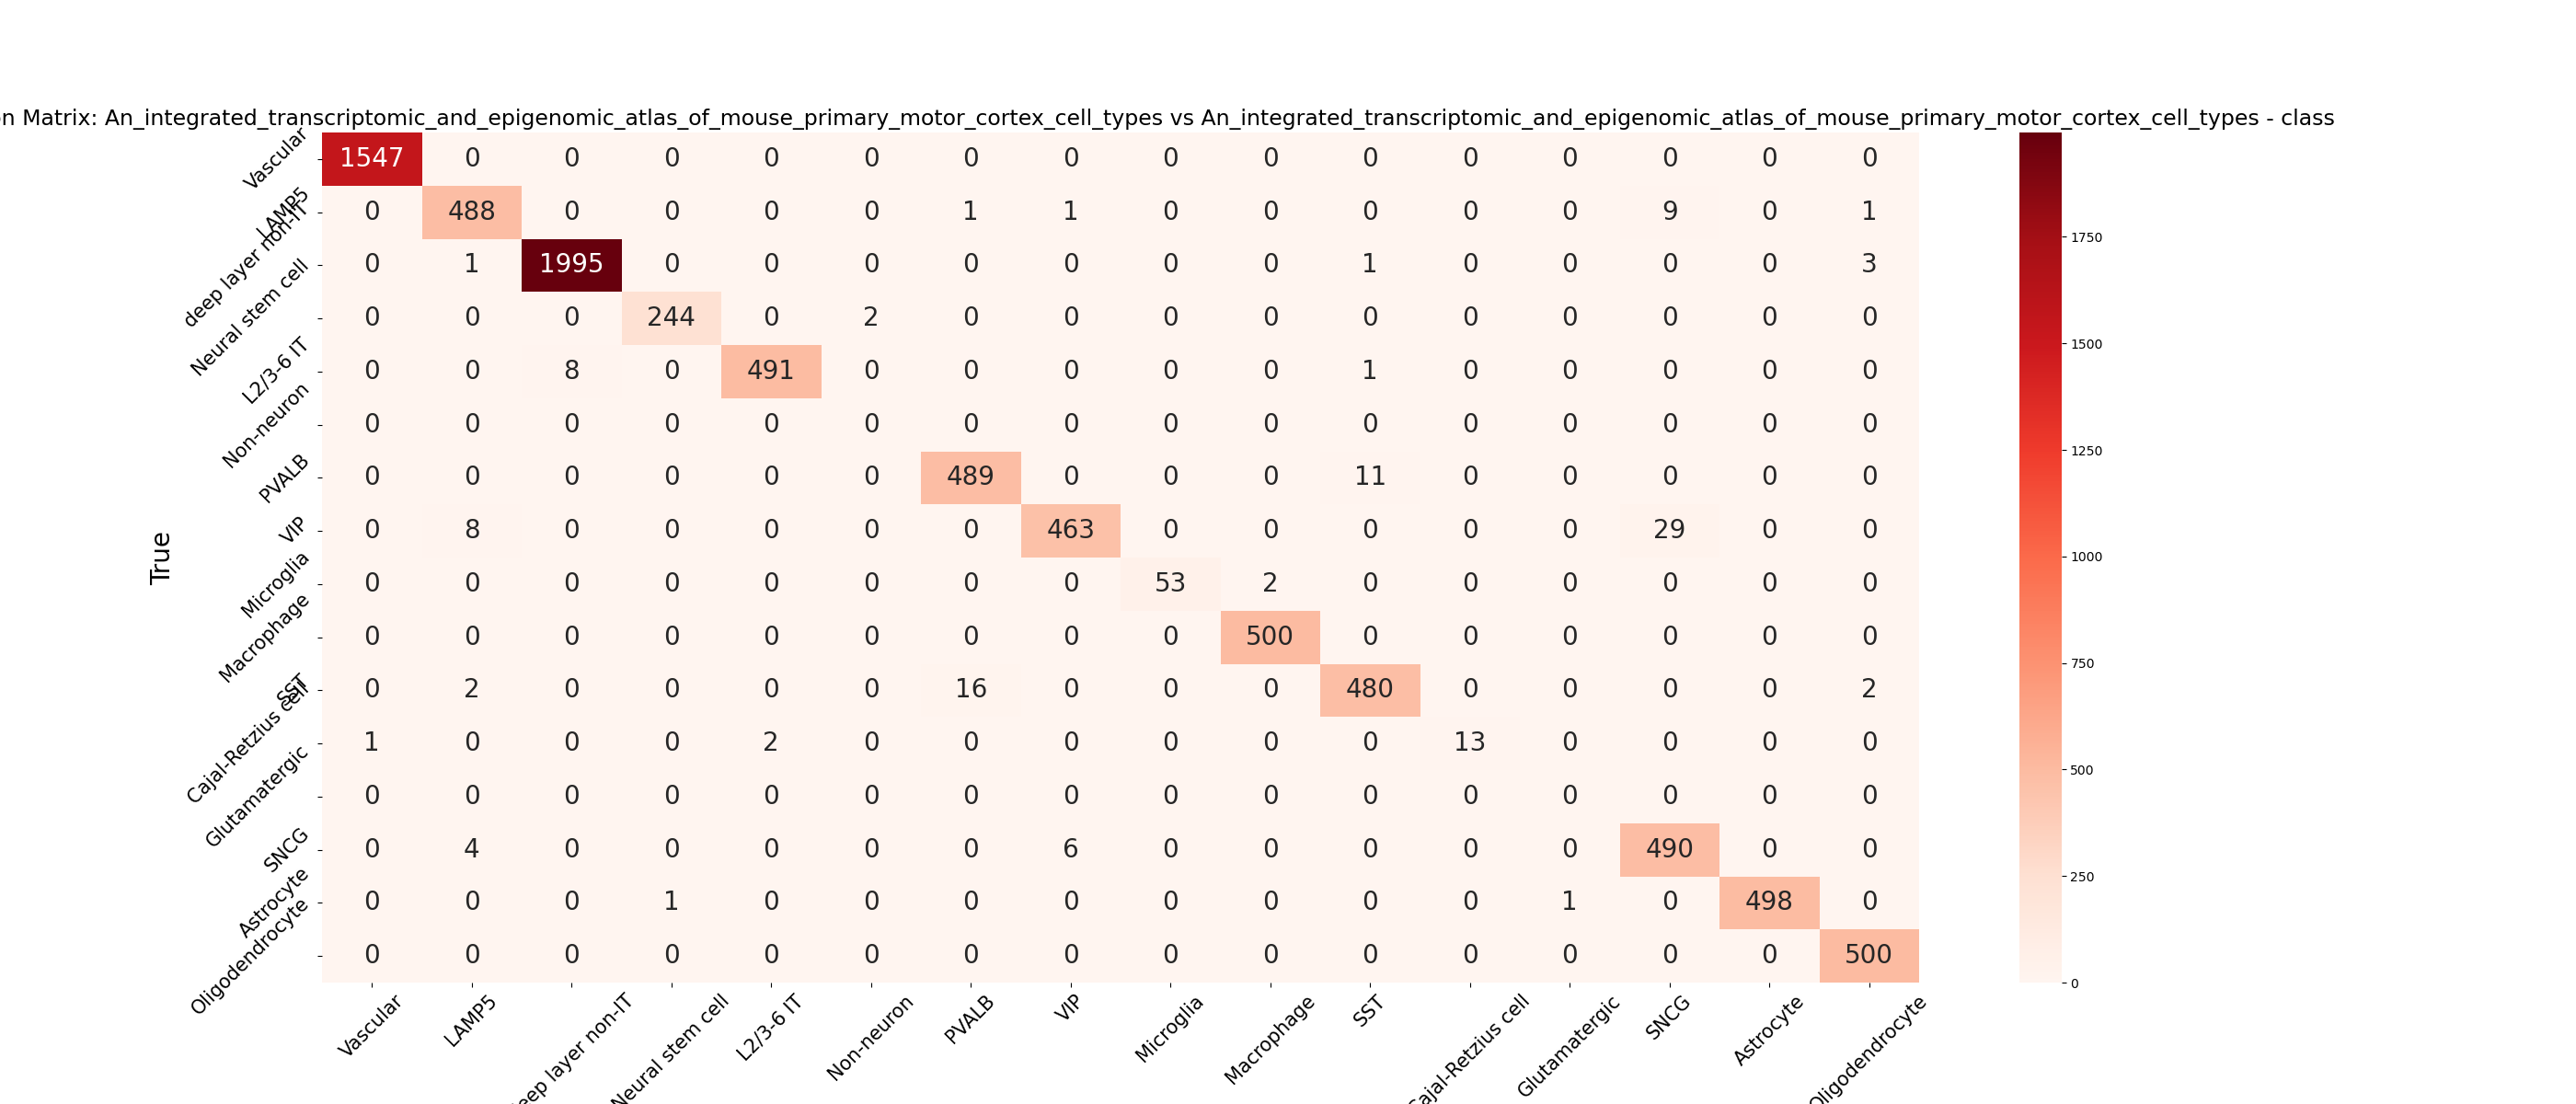 n Matrix: An_integrated_transcriptomic_and_epigenomic_atlas_of_mouse_primary_motor_cortex_cell_types vs An_integrated_transcriptomic_and_epigenomic_atlas_of_mouse_primary_motor_cortex_cell_types - class
Vascular 1547 0 0 0 0 0 0 0 0 0 0 0 0 0 0 0
LAMP5 0 488 0 0 0 0 1 1 0 0 0 0 0 9 0 1
deep layer non-IT 0 1 1995 0 0 0 0 0 0 0 1 0 0 0 0 3
Neural stem cell 0 0 0 244 0 2 0 0 0 0 0 0 0 0 0 0
L2/3-6 IT 0 0 8 0 491 0 0 0 0 0 1 0 0 0 0 0
Non-neuron 0 0 0 0 0 0 0 0 0 0 0 0 0 0 0 0
PVALB 0 0 0 0 0 0 489 0 0 0 11 0 0 0 0 0
VIP 0 8 0 0 0 0 0 463 0 0 0 0 0 29 0 0
Microglia 0 0 0 0 0 0 0 0 53 2 0 0 0 0 0 0
Macrophage 0 0 0 0 0 0 0 0 0 500 0 0 0 0 0 0
SST 0 2 0 0 0 0 16 0 0 0 480 0 0 0 0 2
Cajal-Retzius cell 1 0 0 0 2 0 0 0 0 0 0 13 0 0 0 0
Glutamatergic 0 0 0 0 0 0 0 0 0 0 0 0 0 0 0 0
SNCG 0 4 0 0 0 0 0 6 0 0 0 0 0 490 0 0
Astrocyte 0 0 0 1 0 0 0 0 0 0 0 0 1 0 498 0
Oligodendrocyte 0 0 0 0 0 0 0 0 0 0 0 0 0 0 0 500
True
Vascular LAMP5 eep layer non-IT Neural stem cell L2/3-6 IT Non-neuron PVALB VIP Microglia Macrophage SST Cajal-Retzius cell Glutamatergic SNCG Astrocyte Oligodendrocyte
1750
1500
1250
1000
750
500
250
0